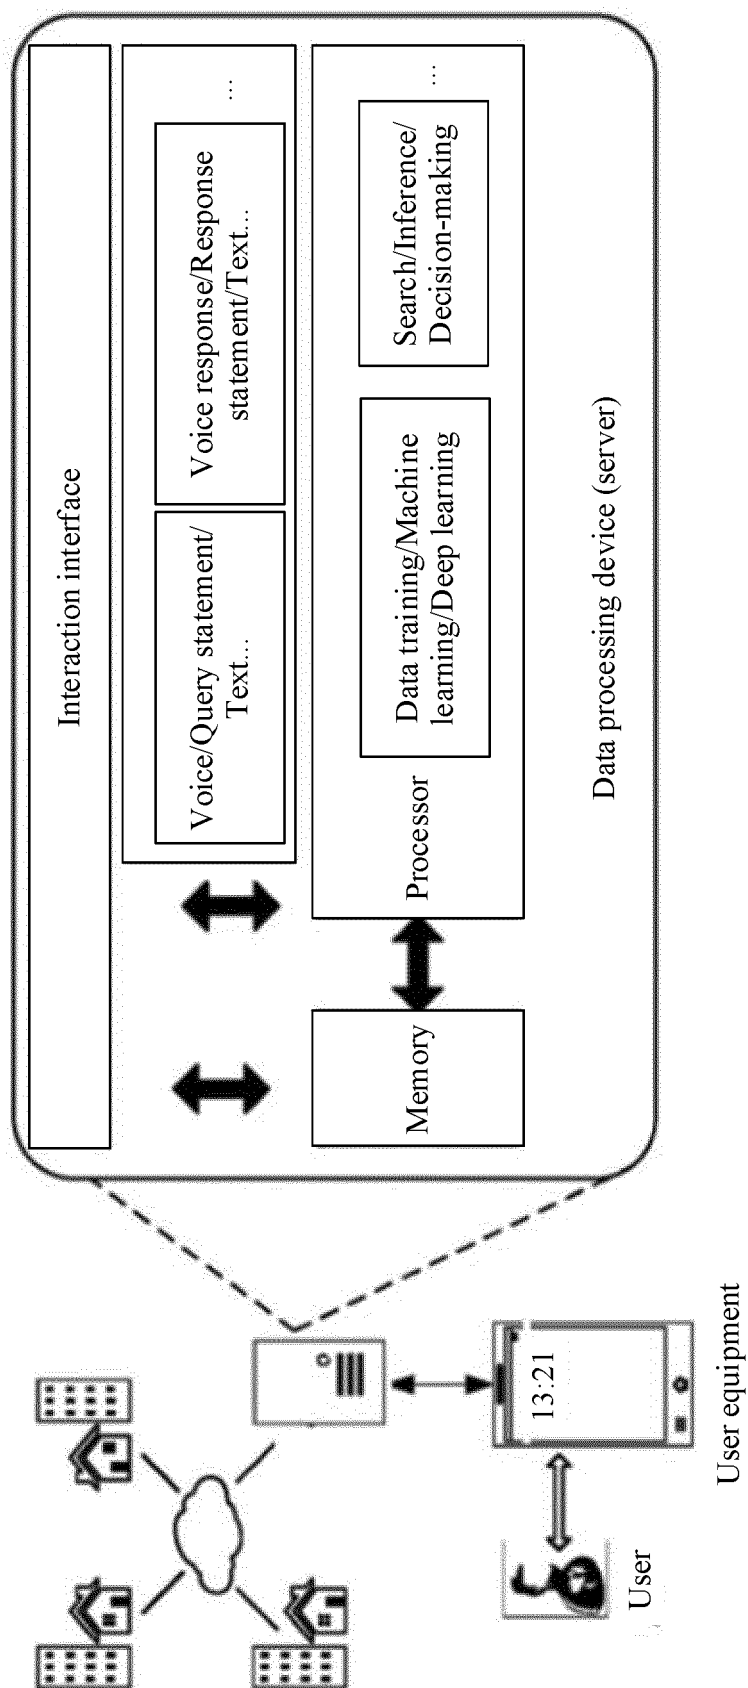 Interaction interface
Voice/Query statement/
Text...
Voice response/Response
statement/Text...
...
Memory
Processor
Data training/Machine
learning/Deep learning
Search/Inference/
Decision-making
...
Data processing device (server)
13:21
User
User equipment